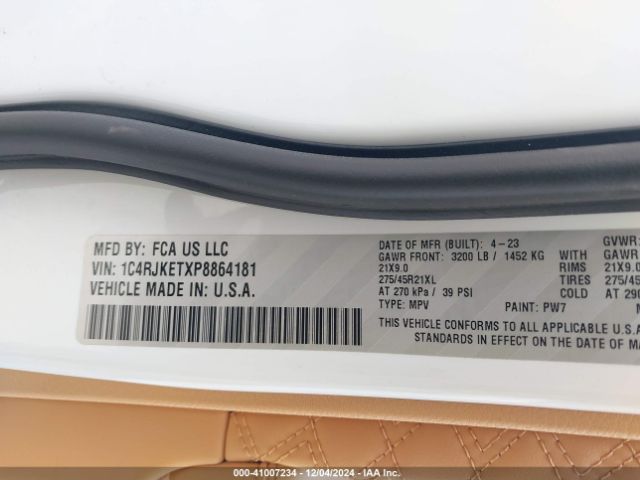 MFD BY: FCA US LLC
VIN: 1C4RJKETXP8864181
VEHICLE MADE IN: U.S.A.
DATE OF MFR (BUILT): 4-23
GAWR FRONT: 3200 LB / 1452 KG
21X9.0
275/45R21XL
AT 270 kPa / 39 PSI
TYPE: MPV
PAINT: PW7
GVWR:
GAWR
WITH
21X9.0
RIMS
275/45
TIRES
COLD
AT 290
THIS VEHICLE CONFORMS TO ALL APPLICABLE U.S.A.
STANDARDS IN EFFECT ON THE DATE OF MA
000-41007234 - 12/04/2024 - IAA Inc.